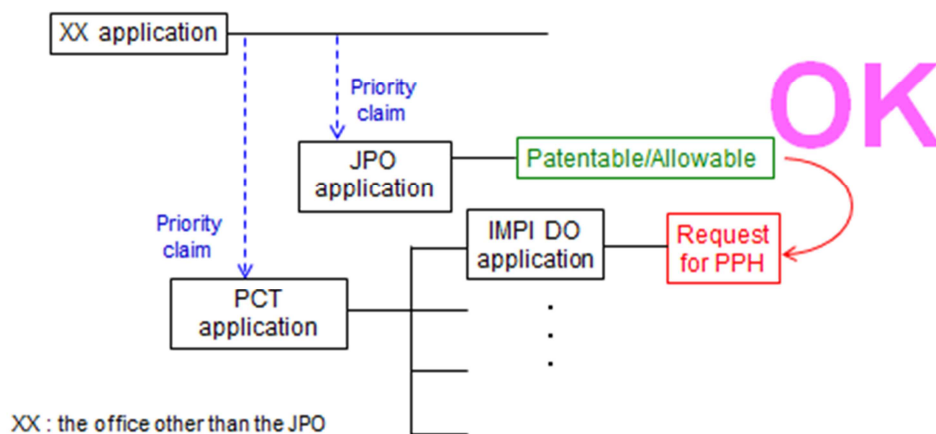 XX application
OK
Priority
claim
JPO
application
Patentable/Allowable
Priority
claim
IMPI DO
application
Request
for PPH
PCT
application
XX : the office other than the JPO